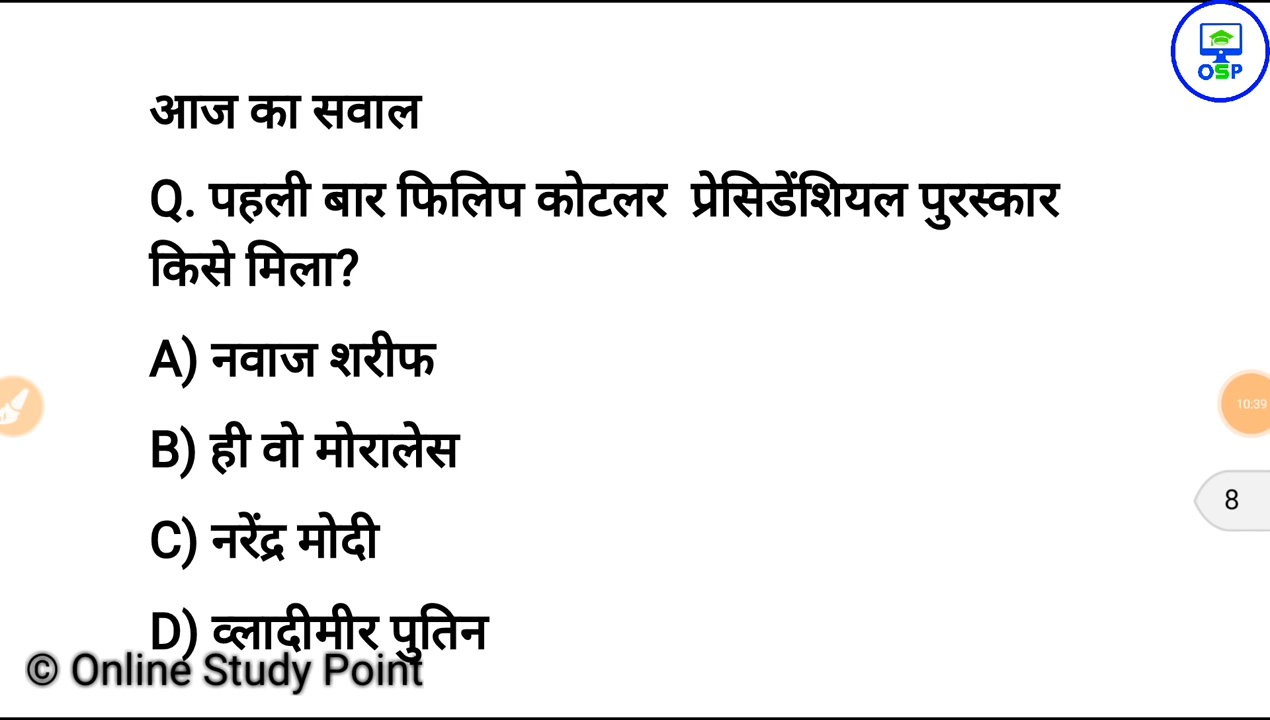 OSP
आज का सवाल
Q. पहली बार फिलिप कोटलर प्रेसिडेंशियल पुरस्कार
किसे मिला?
A) नवाज शरीफ
10:39
B) ही वो मोरालेस
8
C) नरेंद्र मोदी
D) व्लादीमीर पुतिन
© Online Study Point